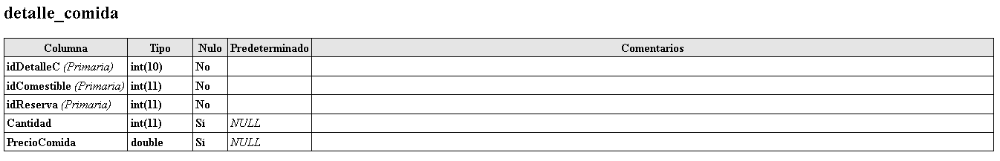 detalle_comida
Columna Tipo Nulo Predeterminado Comentarios
idDetalleC (Primaria) int(10) No
idComestible (Primaria) int(11) No
idReserva (Primaria) int(11) No
Cantidad int(11) Sí NULL
PrecioComida double Sí NULL